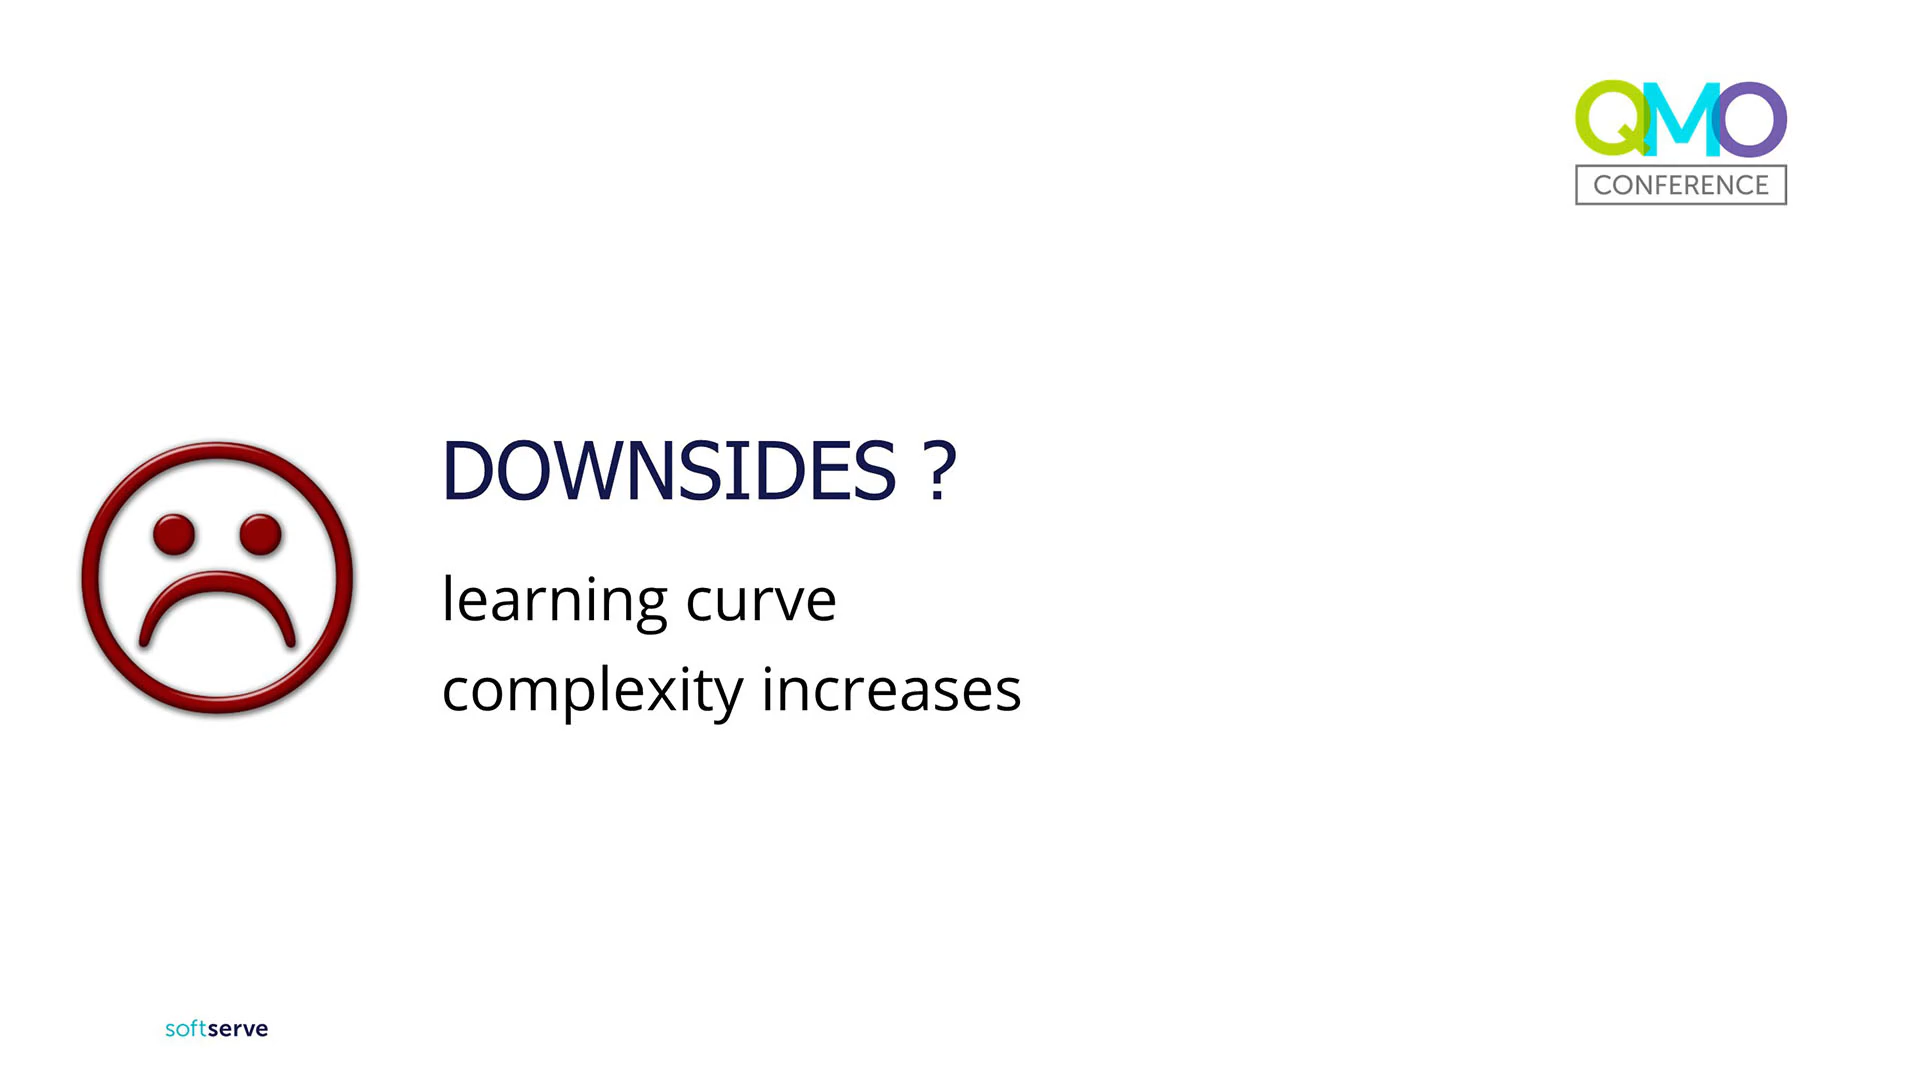 QMO
CONFERENCE
DOWNSIDES ?
learning curve
complexity increases
softserve